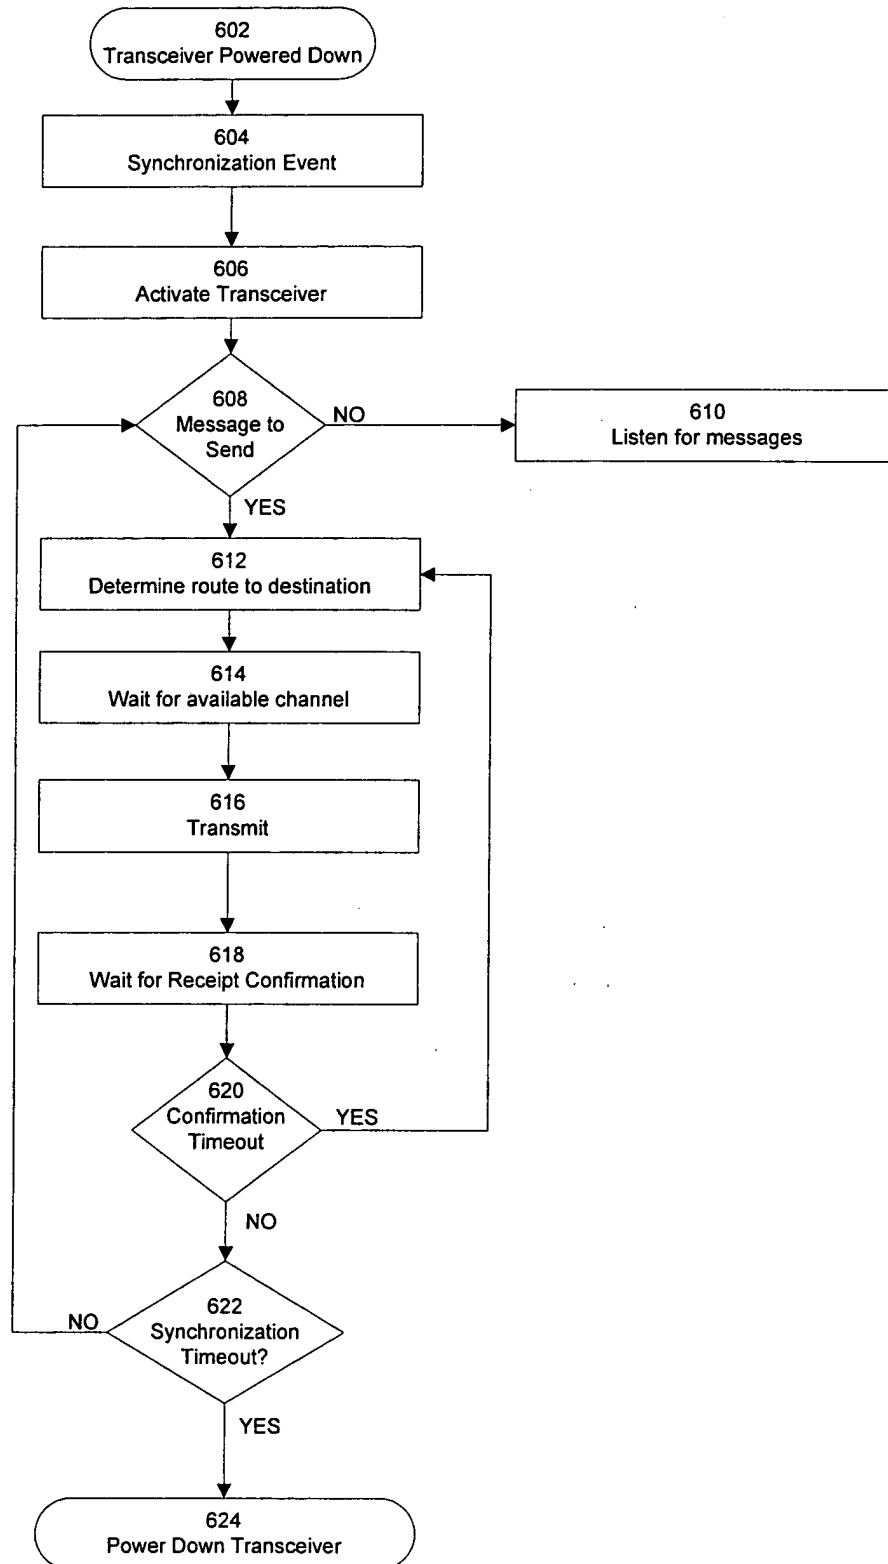 602
Transceiver Powered Down
604
Synchronization Event
606
Activate Transceiver
608
Message to
Send
NO
610
Listen for messages
YES
612
Determine route to destination
614
Wait for available channel
616
Transmit
618
Wait for Receipt Confirmation
620
Confirmation
Timeout
YES
NO
622
Synchronization
Timeout?
NO
YES
624
Power Down Transceiver